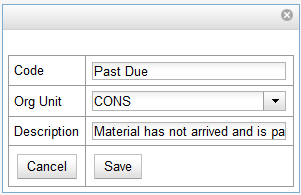 Code Past Due
Org Unit CONS
Description Material has not arrived and is pa
Cancel Save